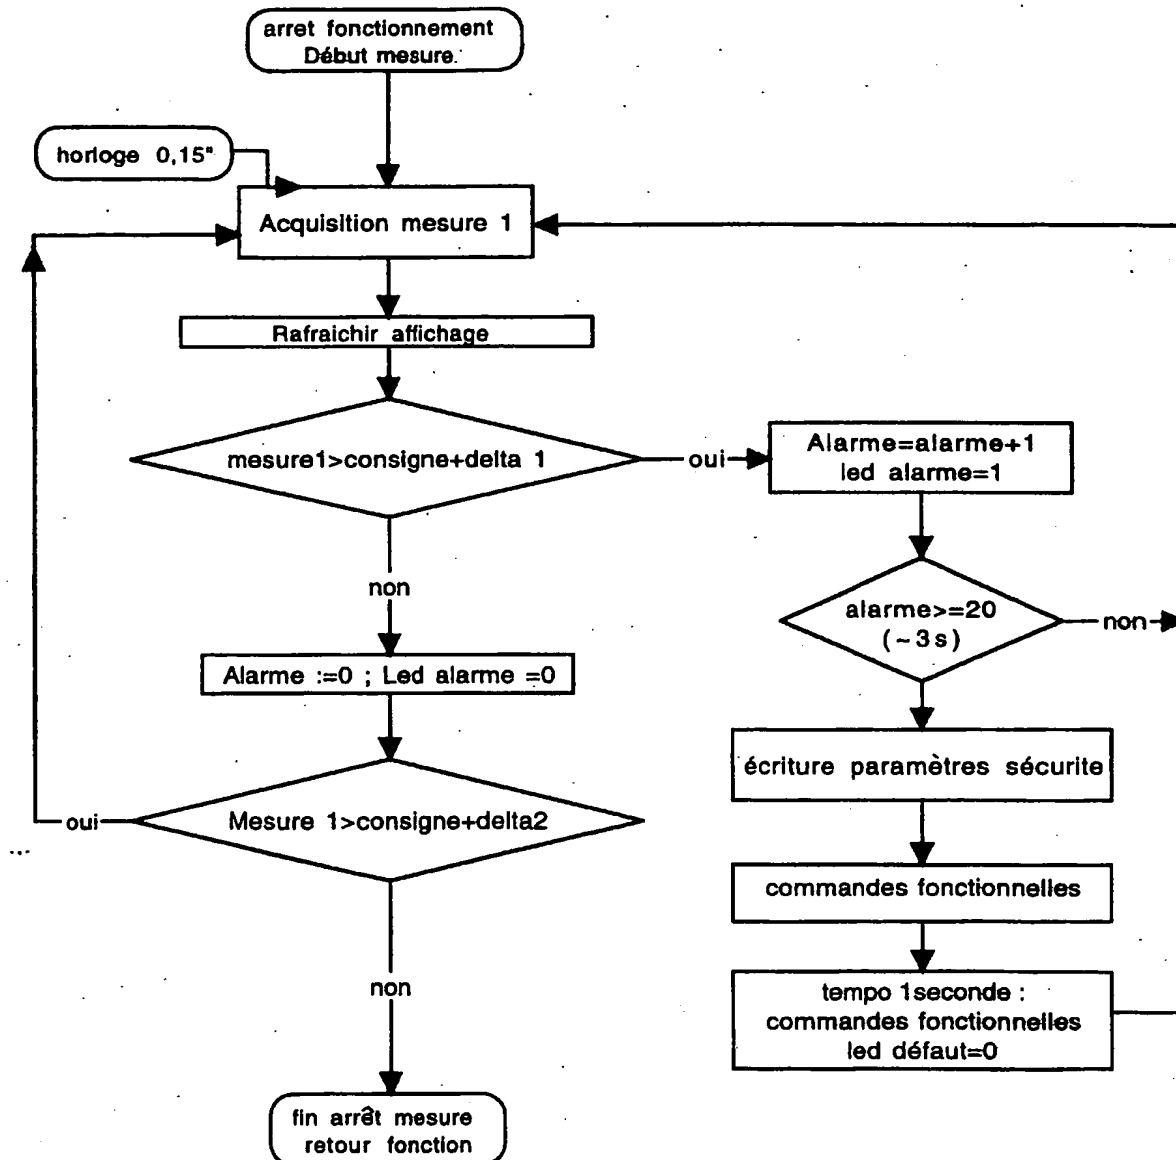 arret fonctionnement
Début mesure.
horloge 0,15"
Acquisition mesure 1
Rafraichir affichage
mesure1>consigne+delta 1
oui
Alarme=alarme+1
led alarme=1
non
alarme>=20
(~3s)
non
Alarme :=0 ; Led alarme =0
écriture paramètres sécurite
Mesure 1>consigne+delta2
oui
commandes fonctionnelles
non
tempo 1seconde :
commandes fonctionnelles
led défaut=0
fin arrêt mesure
retour fonction